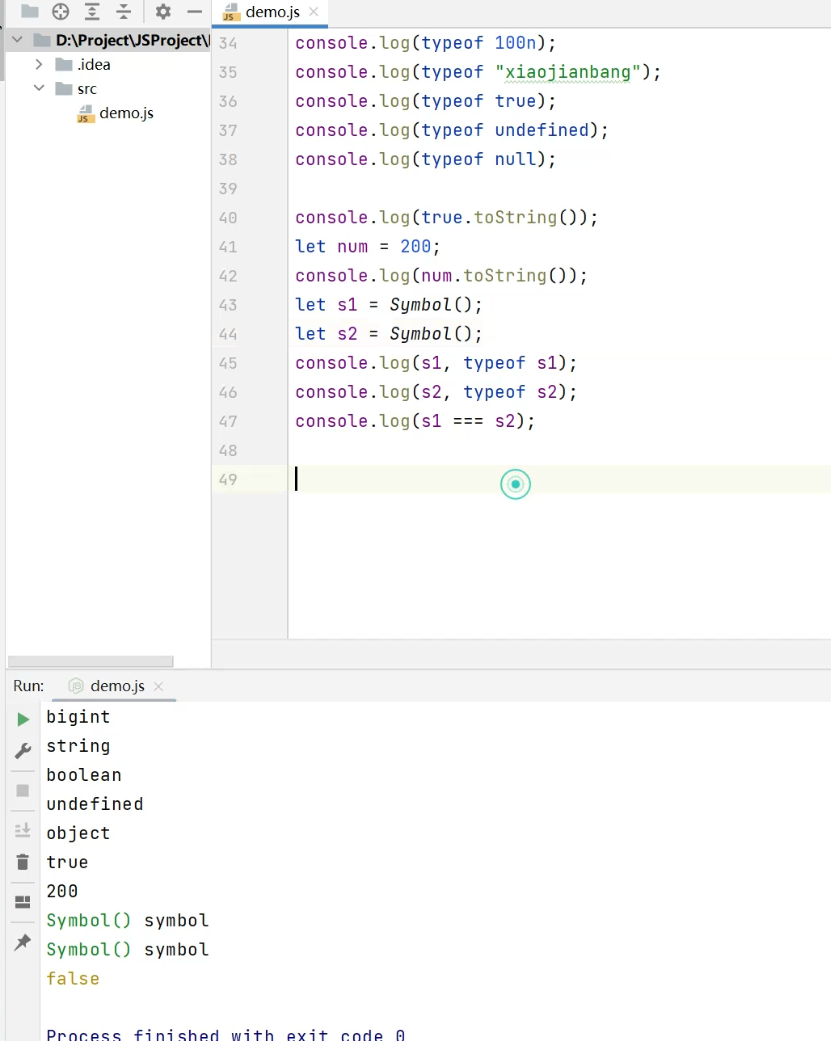 demo.js
D:\Project\JSProject\
.idea
src
demo.js
34 console.log(typeof 100n);
35 console.log(typeof "xiaojianbang");
36 console.log(typeof true);
37 console.log(typeof undefined);
38 console.log(typeof null);
39
40 console.log(true.toString());
41 let num = 200;
42 console.log(num.toString());
43 let s1 = Symbol();
44 let s2 = Symbol();
45 console.log(s1, typeof s1);
46 console.log(s2, typeof s2);
47 console.log(s1 === s2);
48
49
Run: demo.js
bigint
string
boolean
undefined
object
true
200
Symbol() symbol
Symbol() symbol
false
Process finished with exit code 0